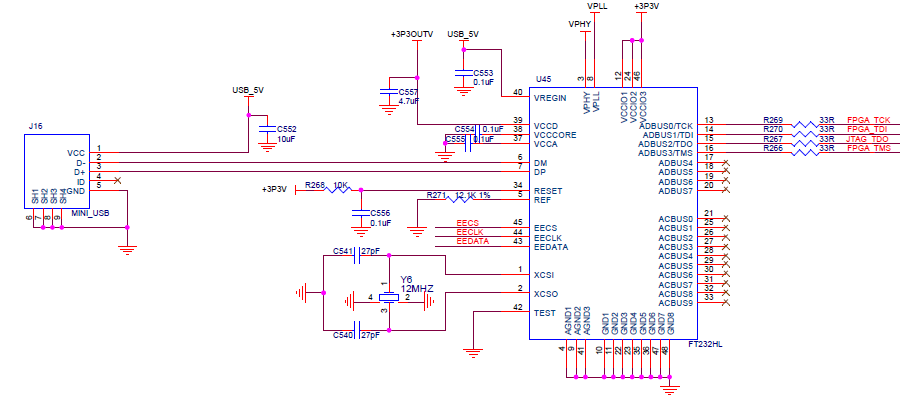 VPLL
+3P3V
VPHY
+3P3OUTV
USB_5V
C553
0.1uF
C557
4.7uF
U45
3
8
12
24
46
VPHY
VPLL
VCCIO1
VCCIO2
VCCIO3
USB_5V
C552
10uF
40
VREGIN
39
VCCD
38
VCCCORE
37
VCCA
C554
0.1uF
C555
0.1uF
ADBUS0/TCK
13
R269
33R
FPGA_TCK
ADBUS1/TDI
14
R270
33R
FPGA_TDI
ADBUS2/TDO
15
R267
33R
JTAG_TDO
ADBUS3/TMS
16
R266
33R
FPGA_TMS
ADBUS4
17
ADBUS5
18
ADBUS6
19
ADBUS7
20
J16
VCC
1
D-
2
D+
3
ID
4
GND
5
SH1
SH2
SH3
SH4
6
7
8
9
MINI_USB
6
DM
7
DP
+3P3V
R268
10K
34
RESET
R271
12.1K 1%
5
REF
C556
0.1uF
EECS
45
EECS
EECLK
44
EECLK
EEDATA
43
EEDATA
ACBUS0
21
ACBUS1
25
ACBUS2
26
ACBUS3
27
ACBUS4
28
ACBUS5
29
ACBUS6
30
ACBUS7
31
ACBUS8
32
ACBUS9
33
C541
27pF
1
XCSI
Y6
12MHZ
1
4
2
3
2
XCSO
C540
27pF
42
TEST
AGND1
AGND2
AGND3
GND1
GND2
GND3
GND4
GND5
GND6
GND7
GND8
FT232HL
4
9
41
10
11
22
23
35
36
47
48